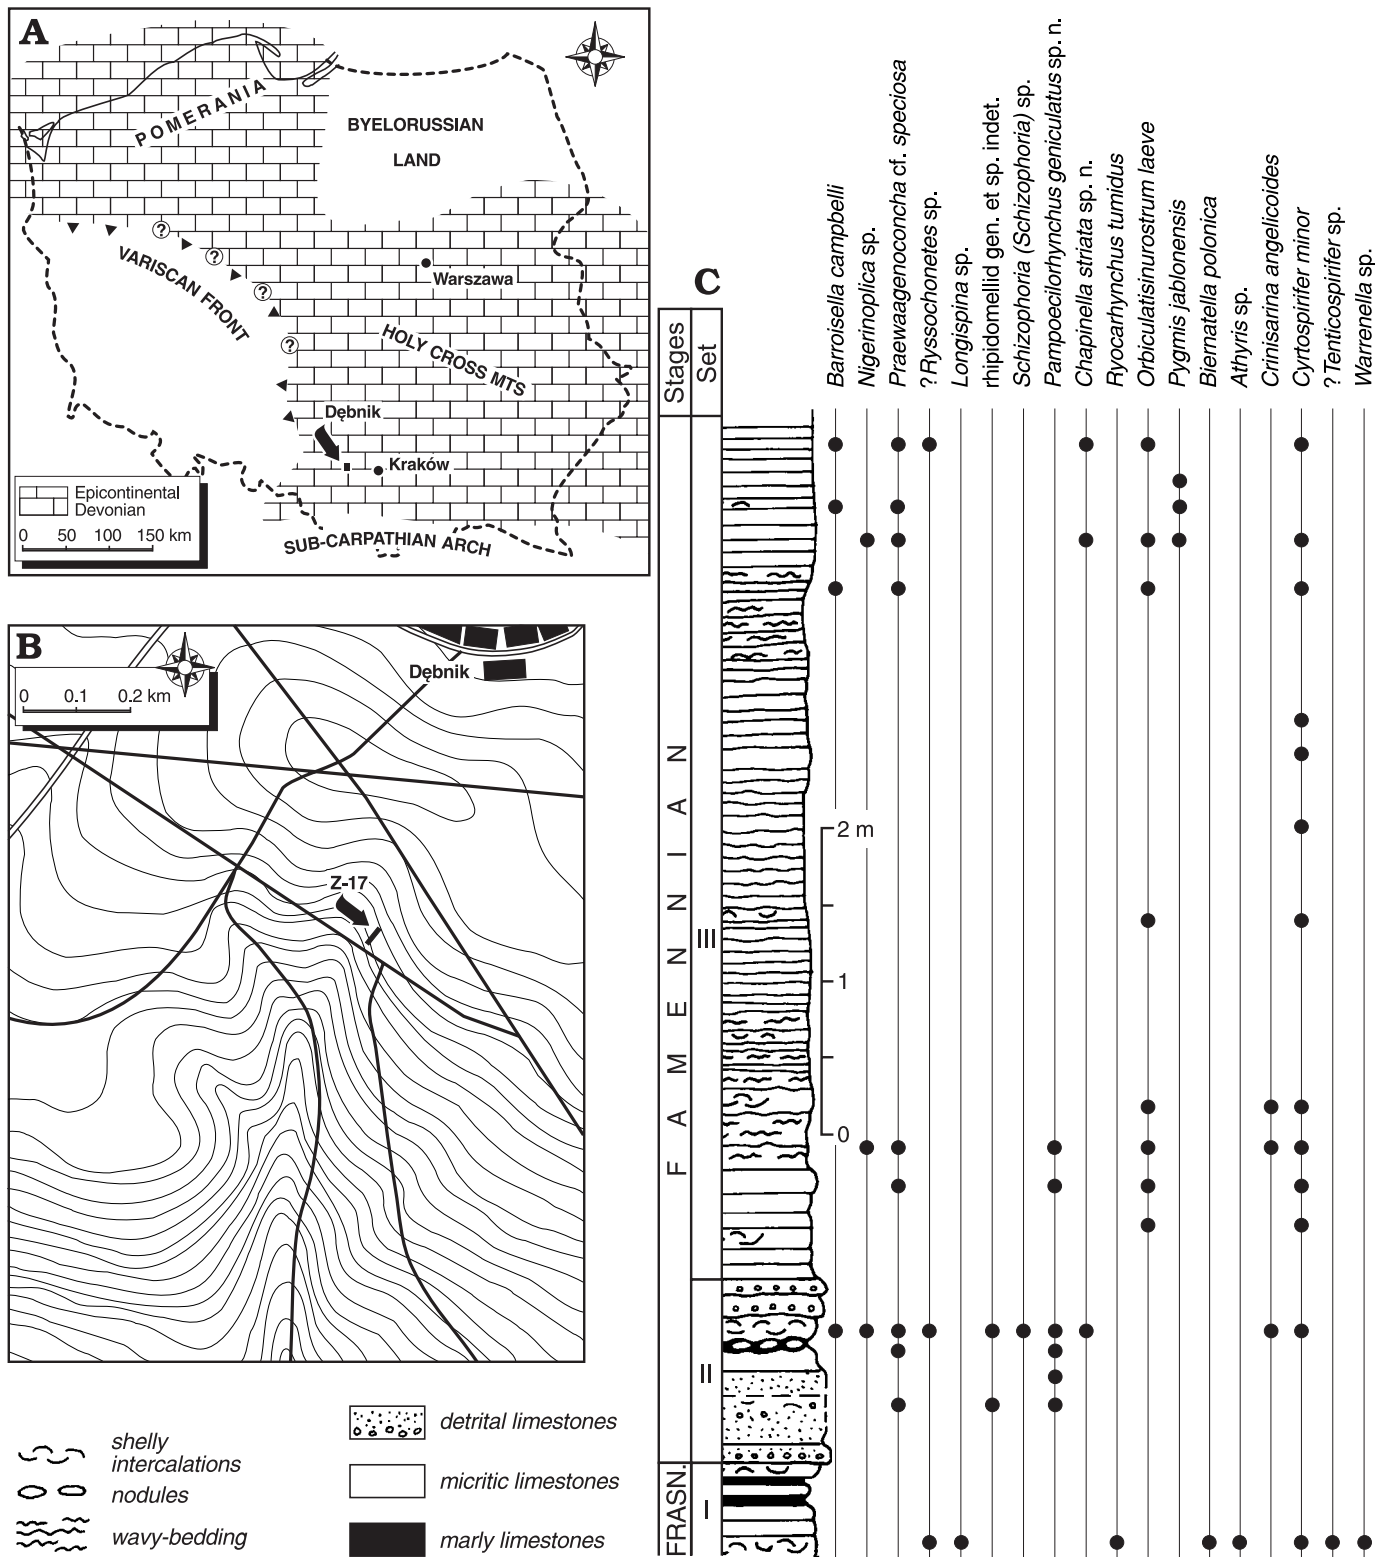 A
POMERANIA
BYELORUSSIAN
LAND
VARISCAN FRONT
?
?
?
?
Warszawa
HOLY CROSS MTS
Dębnik
Kraków
SUB-CARPATHIAN ARCH
Epicontinental
Devonian
0 50 100 150 km
B
Dębnik
0 0.1 0.2 km
Z-17
shelly
intercalations
nodules
wavy-bedding
detrital limestones
micritic limestones
marly limestones
C
Stages
Set
Barroisella campbelli
Nigerinoplica sp.
Praewaagenoconcha cf. speciosa
?Ryssochonetes sp.
Longispina sp.
rhipidomellid gen. et sp. indet.
Schizophoria (Schizophoria) sp.
Pampoecilorhynchus geniculatus sp. n.
Chapinella striata sp. n.
Ryocarhynchus tumidus
Orbiculatisinurostrum laeve
Pygmis jablonensis
Biernatella polonica
Athyris sp.
Crinisarina angelicoides
Cyrtospirifer minor
?Tenticospirifer sp.
Warrenella sp.
FAMENNIAN
FRASN.
III
II
I
2 m
1
0